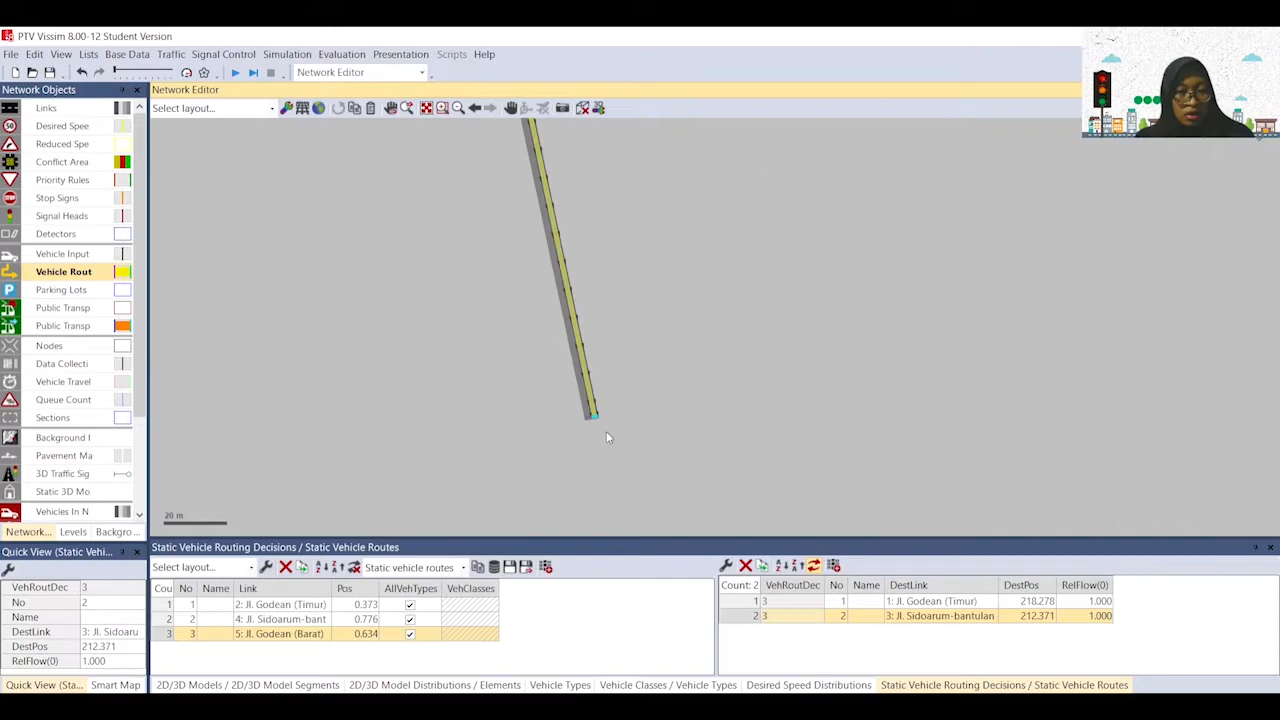 PTV Vissim 8.00-12 Student Version
File Edit View Lists Base Data Traffic Signal Control Simulation Evaluation Presentation Scripts Help
Network Editor
Network Objects
Network Editor
Select layout...
Links
Desired Spee
Reduced Spe
Conflict Area
Priority Rules
Stop Signs
Signal Heads
Detectors
Vehicle Input
Vehicle Rout
Parking Lots
Public Transp
Public Transp
Nodes
Data Collecti
Vehicle Travel
Queue Count
Sections
Background I
Pavement Ma
3D Traffic Sig
Static 3D Mo
Vehicles In N
Network... Levels Backgro...
20 m
Quick View (Static Vehi...
VehRoutDec 3
No 2
Name
DestLink 3: Jl. Sidoaru
DestPos 212.371
RelFlow(0) 1.000
Quick View (Sta... Smart Map
Static Vehicle Routing Decisions / Static Vehicle Routes
Select layout... Static vehicle routes
Cou No Name Link Pos AllVehTypes VehClasses
1 1 2: Jl. Godean (Timur) 0.373
2 2 4: Jl. Sidoarum-bant 0.776
3 3 5: Jl. Godean (Barat) 0.634
Count: 2 VehRoutDec No Name DestLink DestPos RelFlow(0)
1 3 1 1: Jl. Godean (Timur) 218.278 1.000
2 3 2 3: Jl. Sidoarum-bantulan 212.371 1.000
2D/3D Models / 2D/3D Model Segments 2D/3D Model Distributions / Elements Vehicle Types Vehicle Classes / Vehicle Types Desired Speed Distributions Static Vehicle Routing Decisions / Static Vehicle Routes